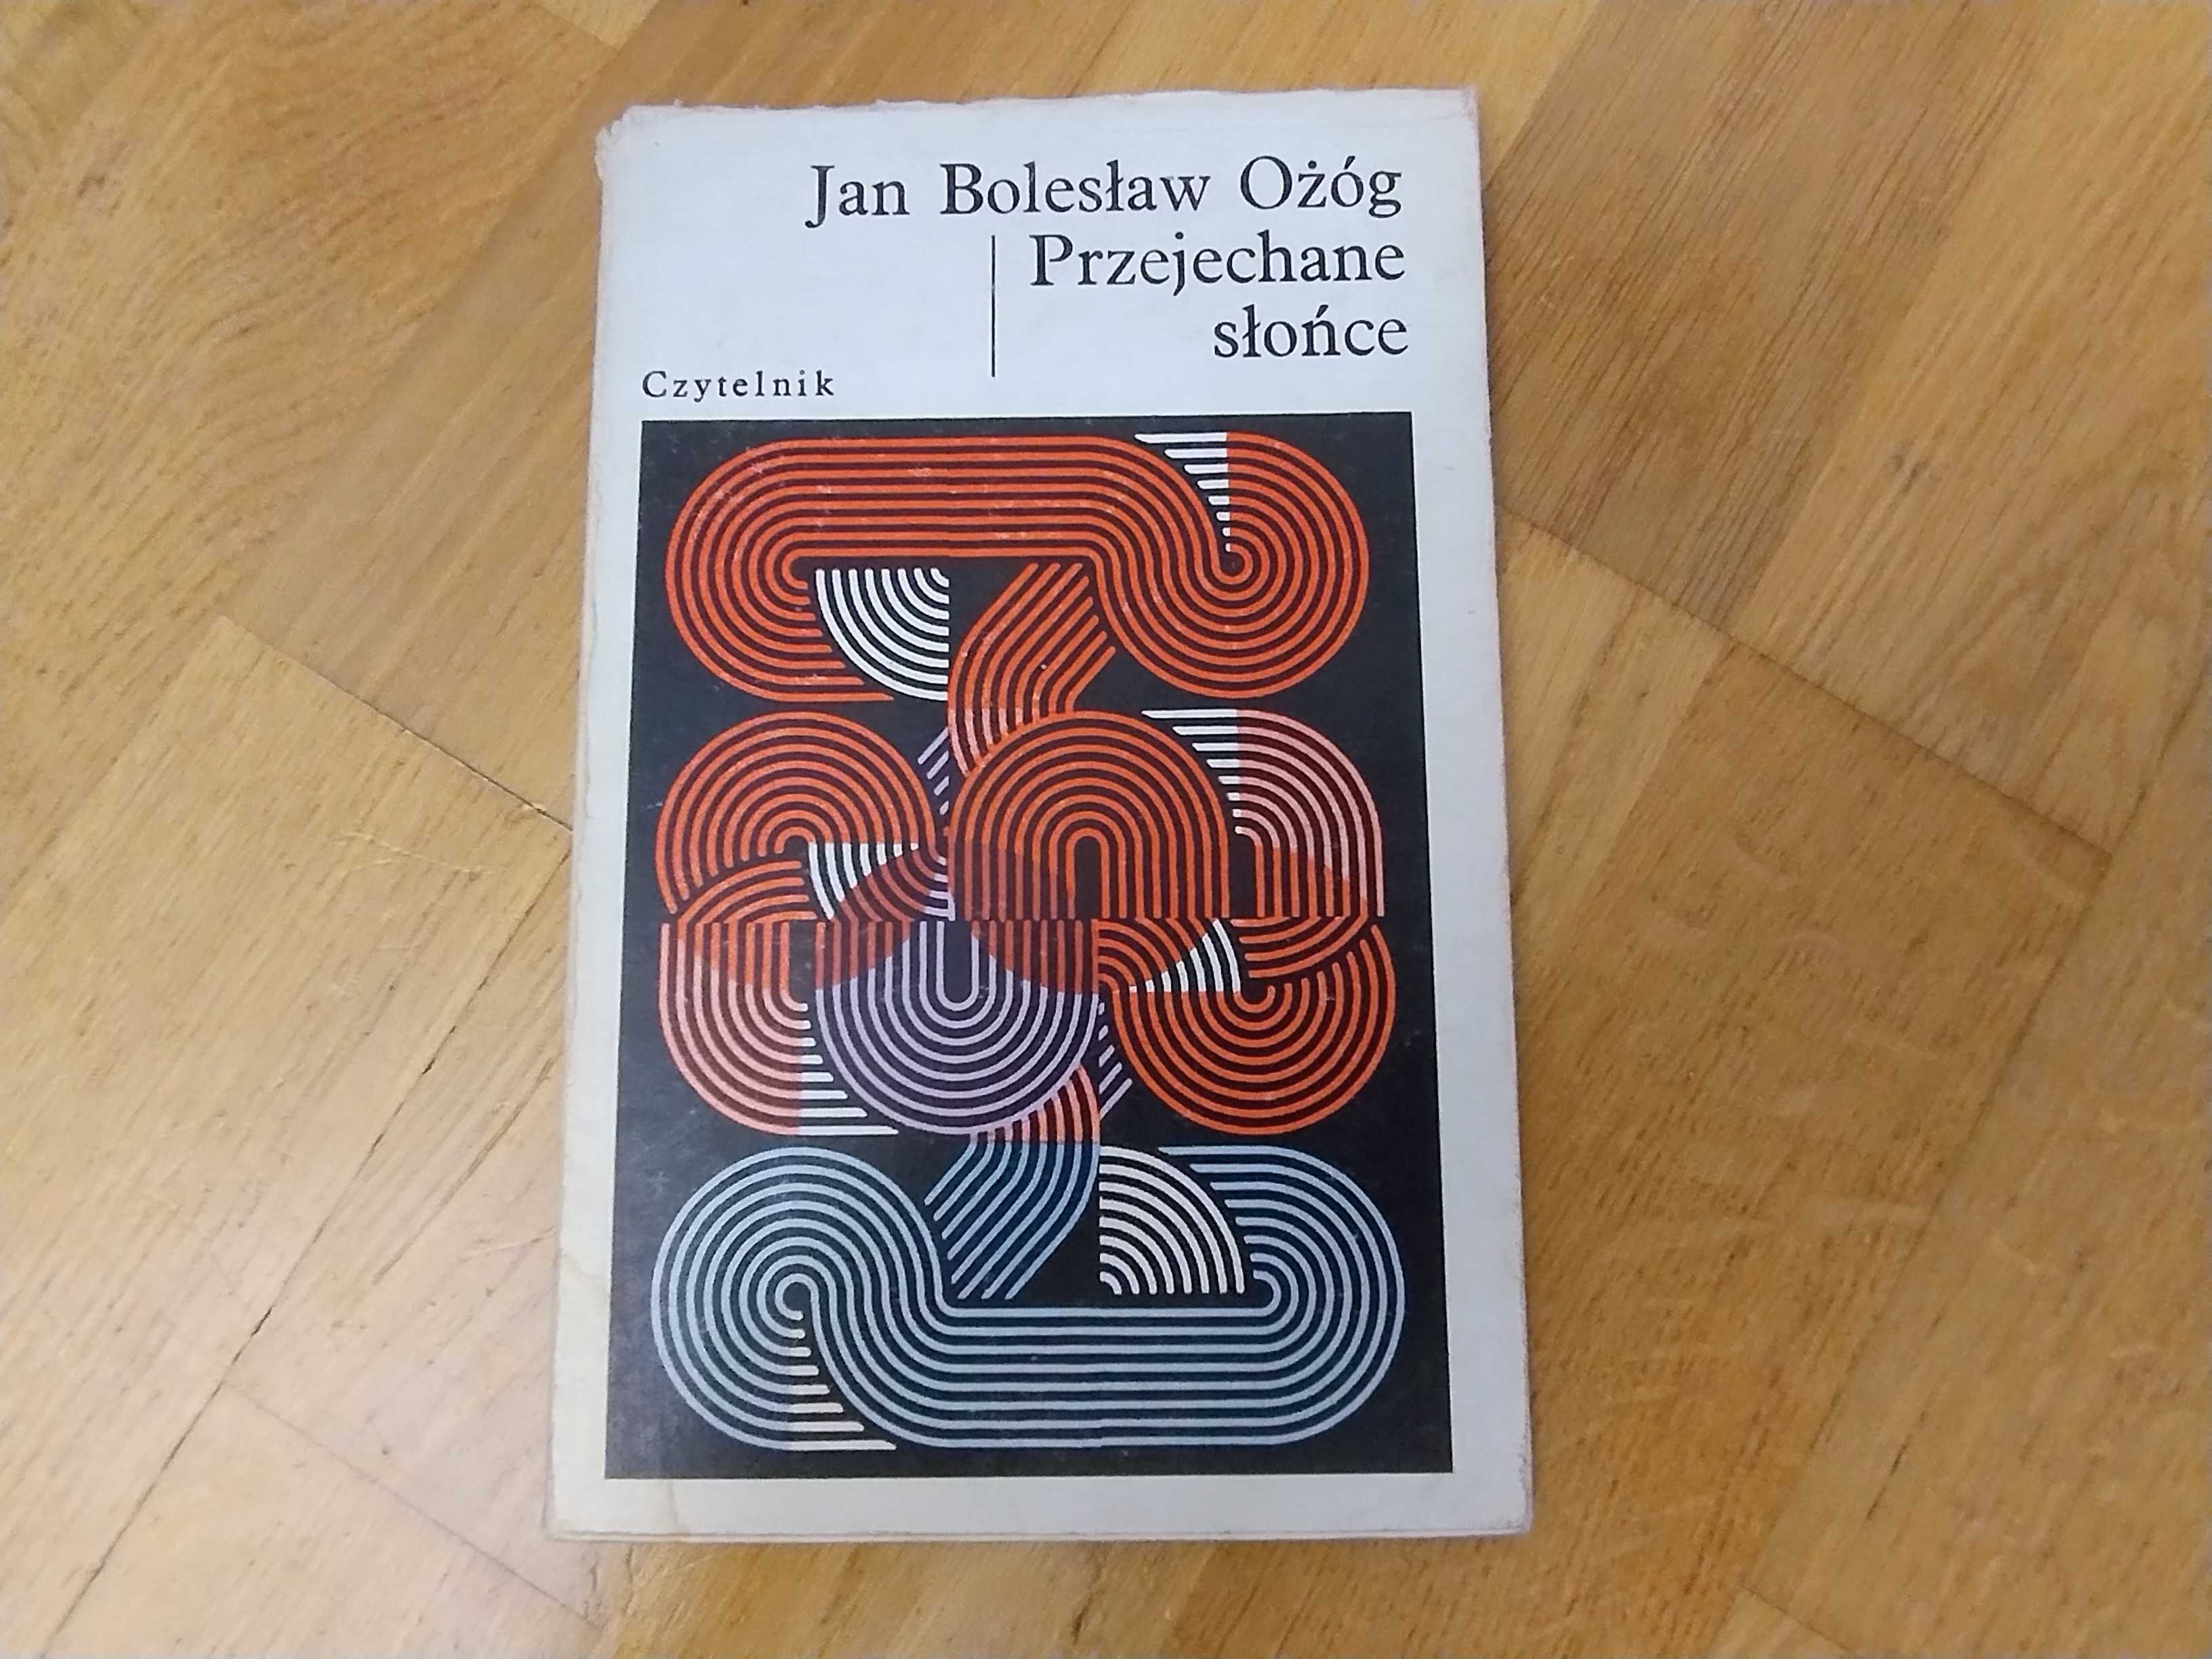 Jan Bolesław Ożóg
Przejechane
słońce
Czytelnik